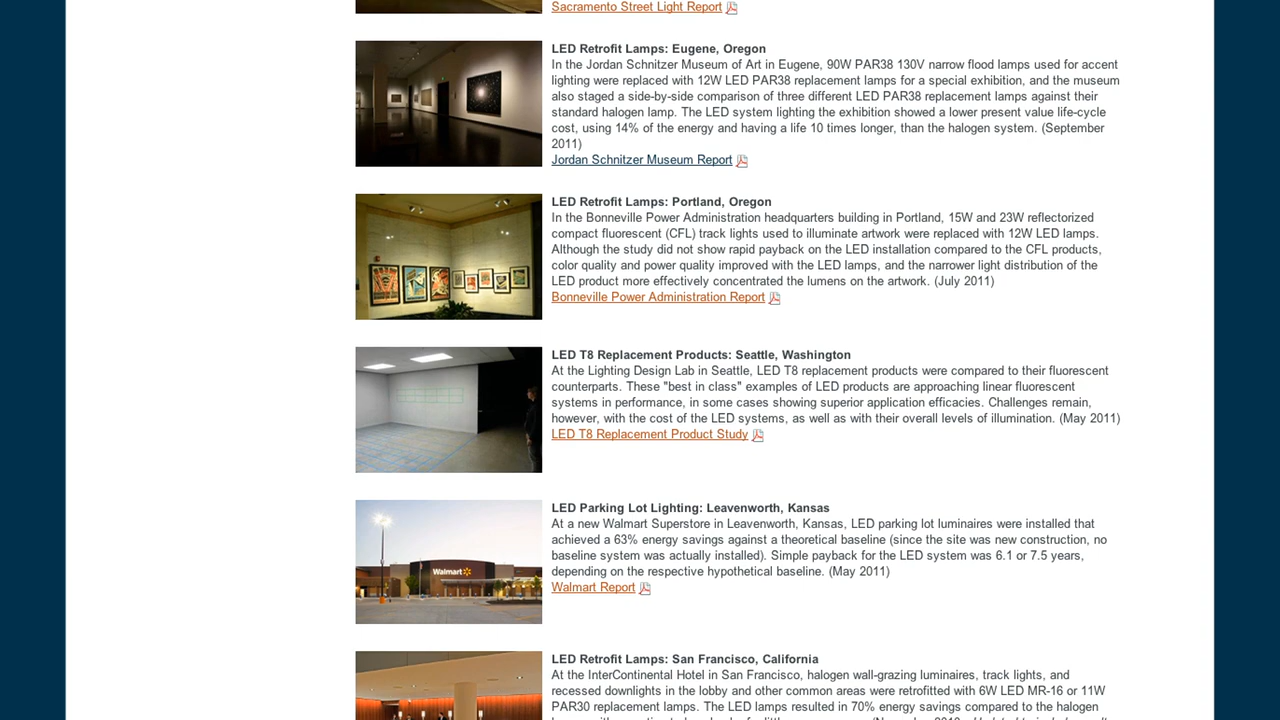 Sacramento Street Light Report
LED Retrofit Lamps: Eugene, Oregon
In the Jordan Schnitzer Museum of Art in Eugene, 90W PAR38 130V narrow flood lamps used for accent
lighting were replaced with 12W LED PAR38 replacement lamps for a special exhibition, and the museum
also staged a side-by-side comparison of three different LED PAR38 replacement lamps against their
standard halogen lamp. The LED system lighting the exhibition showed a lower present value life-cycle
cost, using 14% of the energy and having a life 10 times longer, than the halogen system. (September
2011)
Jordan Schnitzer Museum Report
LED Retrofit Lamps: Portland, Oregon
In the Bonneville Power Administration headquarters building in Portland, 15W and 23W reflectorized
compact fluorescent (CFL) track lights used to illuminate artwork were replaced with 12W LED lamps.
Although the study did not show rapid payback on the LED installation compared to the CFL products,
color quality and power quality improved with the LED lamps, and the narrower light distribution of the
LED product more effectively concentrated the lumens on the artwork. (July 2011)
Bonneville Power Administration Report
LED T8 Replacement Products: Seattle, Washington
At the Lighting Design Lab in Seattle, LED T8 replacement products were compared to their fluorescent
counterparts. These "best in class" examples of LED products are approaching linear fluorescent
systems in performance, in some cases showing superior application efficacies. Challenges remain,
however, with the cost of the LED systems, as well as with their overall levels of illumination. (May 2011)
LED T8 Replacement Product Study
LED Parking Lot Lighting: Leavenworth, Kansas
At a new Walmart Superstore in Leavenworth, Kansas, LED parking lot luminaires were installed that
achieved a 63% energy savings against a theoretical baseline (since the site was new construction, no
baseline system was actually installed). Simple payback for the LED system was 6.1 or 7.5 years,
depending on the respective hypothetical baseline. (May 2011)
Walmart Report
Walmart
LED Retrofit Lamps: San Francisco, California
At the InterContinental Hotel in San Francisco, halogen wall-grazing luminaires, track lights, and
recessed downlights in the lobby and other common areas were retrofitted with 6W LED MR-16 or 11W
PAR30 replacement lamps. The LED lamps resulted in 70% energy savings compared to the halogen